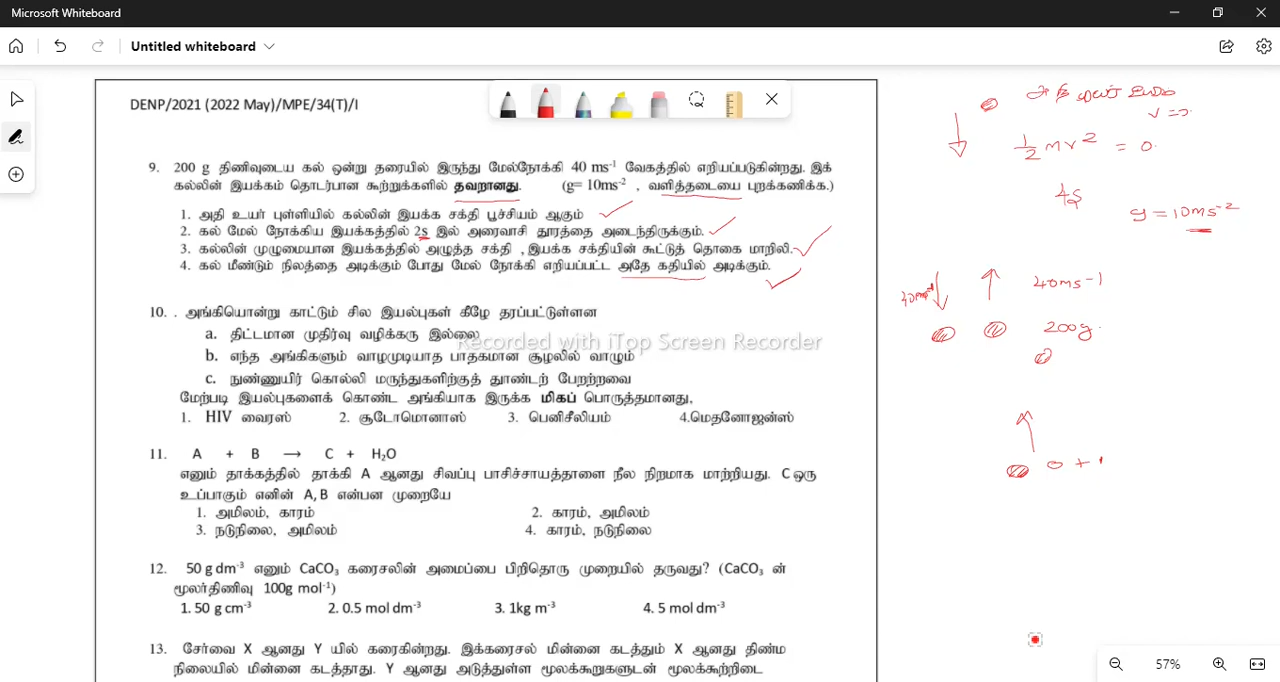 Microsoft Whiteboard
Untitled whiteboard
DENP/2021 (2022 May)/MPE/34(T)/I
9. 200 g திணிவுடைய கல் ஒன்று தரையில் இருந்து மேல்நோக்கி 40 ms⁻¹ வேகத்தில் எறியப்படுகின்றது. இக்
கல்லின் இயக்கம் தொடர்பான கூற்றுக்களில் தவறானது. (g= 10ms⁻² , வளித்தடையை புறக்கணிக்க.)
1. அதி உயர் புள்ளியில் கல்லின் இயக்க சக்தி பூச்சியம் ஆகும்
2. கல் மேல் நோக்கிய இயக்கத்தில் 2s இல் அரைவாசி தூரத்தை அடைந்திருக்கும்.
3. கல்லின் முழுமையான இயக்கத்தில் அழுத்த சக்தி , இயக்க சக்தியின் கூட்டுத் தொகை மாறிலி.
4. கல் மீண்டும் நிலத்தை அடிக்கும் போது மேல் நோக்கி எறியப்பட்ட அதே கதியில் அடிக்கும்.
10. . அங்கியொன்று காட்டும் சில இயல்புகள் கீழே தரப்பட்டுள்ளன
a. திட்டமான முதிர்வு வழிக்கரு இல்லை
b. எந்த அங்கிகளும் வாழமுடியாத பாதகமான சூழலில் வாழும்
c. நுண்ணுயிர் கொல்லி மருந்துகளிற்குத் தூண்டற் பேறற்றவை
மேற்படி இயல்புகளைக் கொண்ட அங்கியாக இருக்க மிகப் பொருத்தமானது,
1. HIV வைரஸ் 2. சூடோமொனாஸ் 3. பெனிசீலியம் 4.மெதனோஜன்ஸ்
Recorded with iTop Screen Recorder
11. A + B → C + H₂O
எனும் தாக்கத்தில் தாக்கி A ஆனது சிவப்பு பாசிச்சாயத்தாளை நீல நிறமாக மாற்றியது. C ஒரு
உப்பாகும் எனின் A, B என்பன முறையே
1. அமிலம், காரம் 2. காரம், அமிலம்
3. நடுநிலை, அமிலம் 4. காரம், நடுநிலை
12. 50 g dm⁻³ எனும் CaCO₃ கரைசலின் அமைப்பை பிறிதொரு முறையில் தருவது? (CaCO₃ ன்
மூலர்திணிவு 100g mol⁻¹)
1. 50 g cm⁻³ 2. 0.5 mol dm⁻³ 3. 1kg m⁻³ 4. 5 mol dm⁻³
13. சேர்வை X ஆனது Y யில் கரைகின்றது. இக்கரைசல் மின்னை கடத்தும் X ஆனது திண்ம
நிலையில் மின்னை கடத்தாது. Y ஆனது அடுத்துள்ள மூலக்கூறுகளுடன் மூலக்கூற்றிடை
½ mv² = 0
4s
g = 10ms⁻²
40ms⁻¹ 40ms-1
200g
0 +
57%